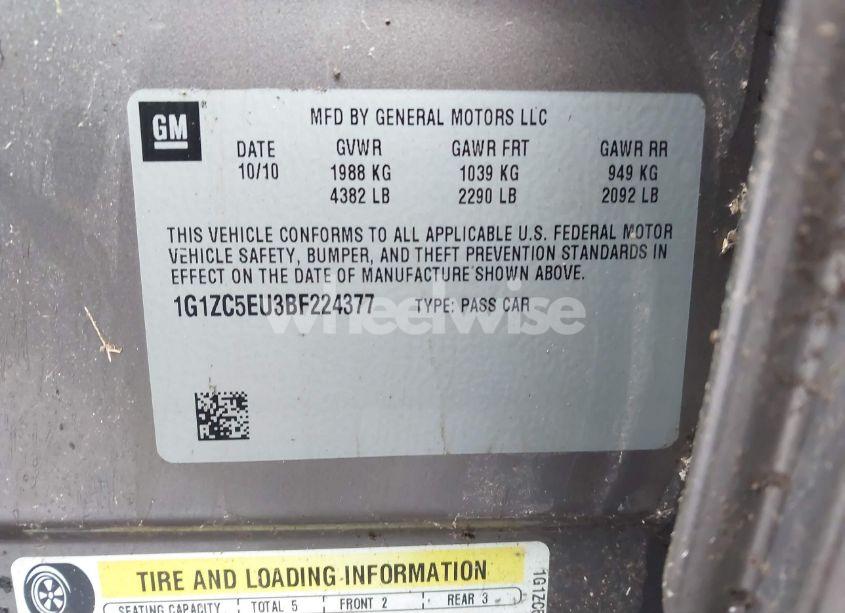 GM
MFD BY GENERAL MOTORS LLC
DATE GVWR GAWR FRT GAWR RR
10/10 1988 KG 1039 KG 949 KG
4382 LB 2290 LB 2092 LB
THIS VEHICLE CONFORMS TO ALL APPLICABLE U.S. FEDERAL MOTOR
VEHICLE SAFETY, BUMPER, AND THEFT PREVENTION STANDARDS IN
EFFECT ON THE DATE OF MANUFACTURE SHOWN ABOVE.
1G1ZC5EU3BF224377 TYPE: PASS CAR
wheelwise
TIRE AND LOADING INFORMATION
SEATING CAPACITY TOTAL 5 FRONT 2 REAR 3